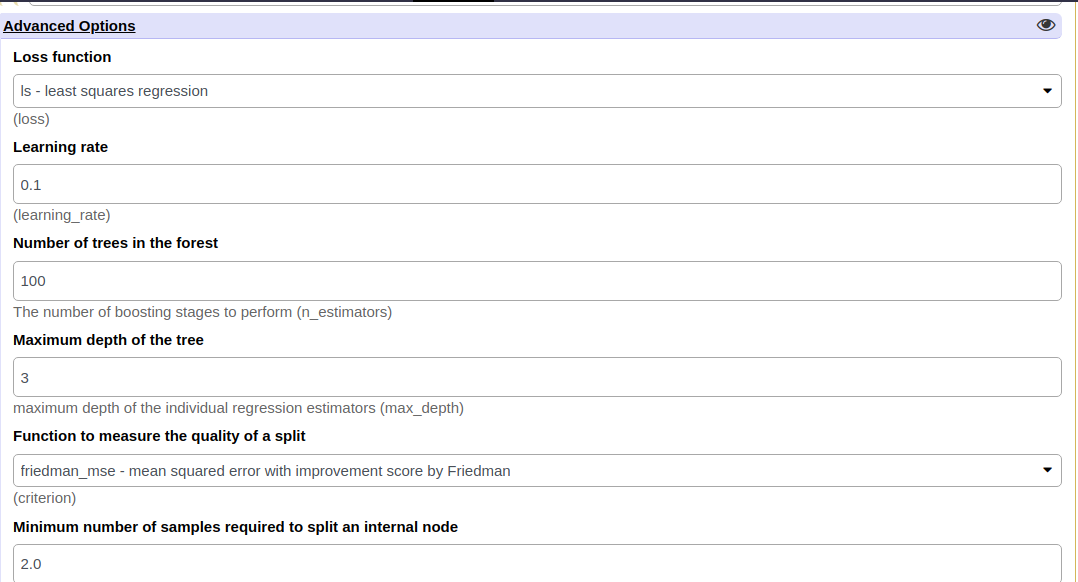 Advanced Options
Loss function
ls - least squares regression
(loss)
Learning rate
0.1
(learning_rate)
Number of trees in the forest
100
The number of boosting stages to perform (n_estimators)
Maximum depth of the tree
3
maximum depth of the individual regression estimators (max_depth)
Function to measure the quality of a split
friedman_mse - mean squared error with improvement score by Friedman
(criterion)
Minimum number of samples required to split an internal node
2.0